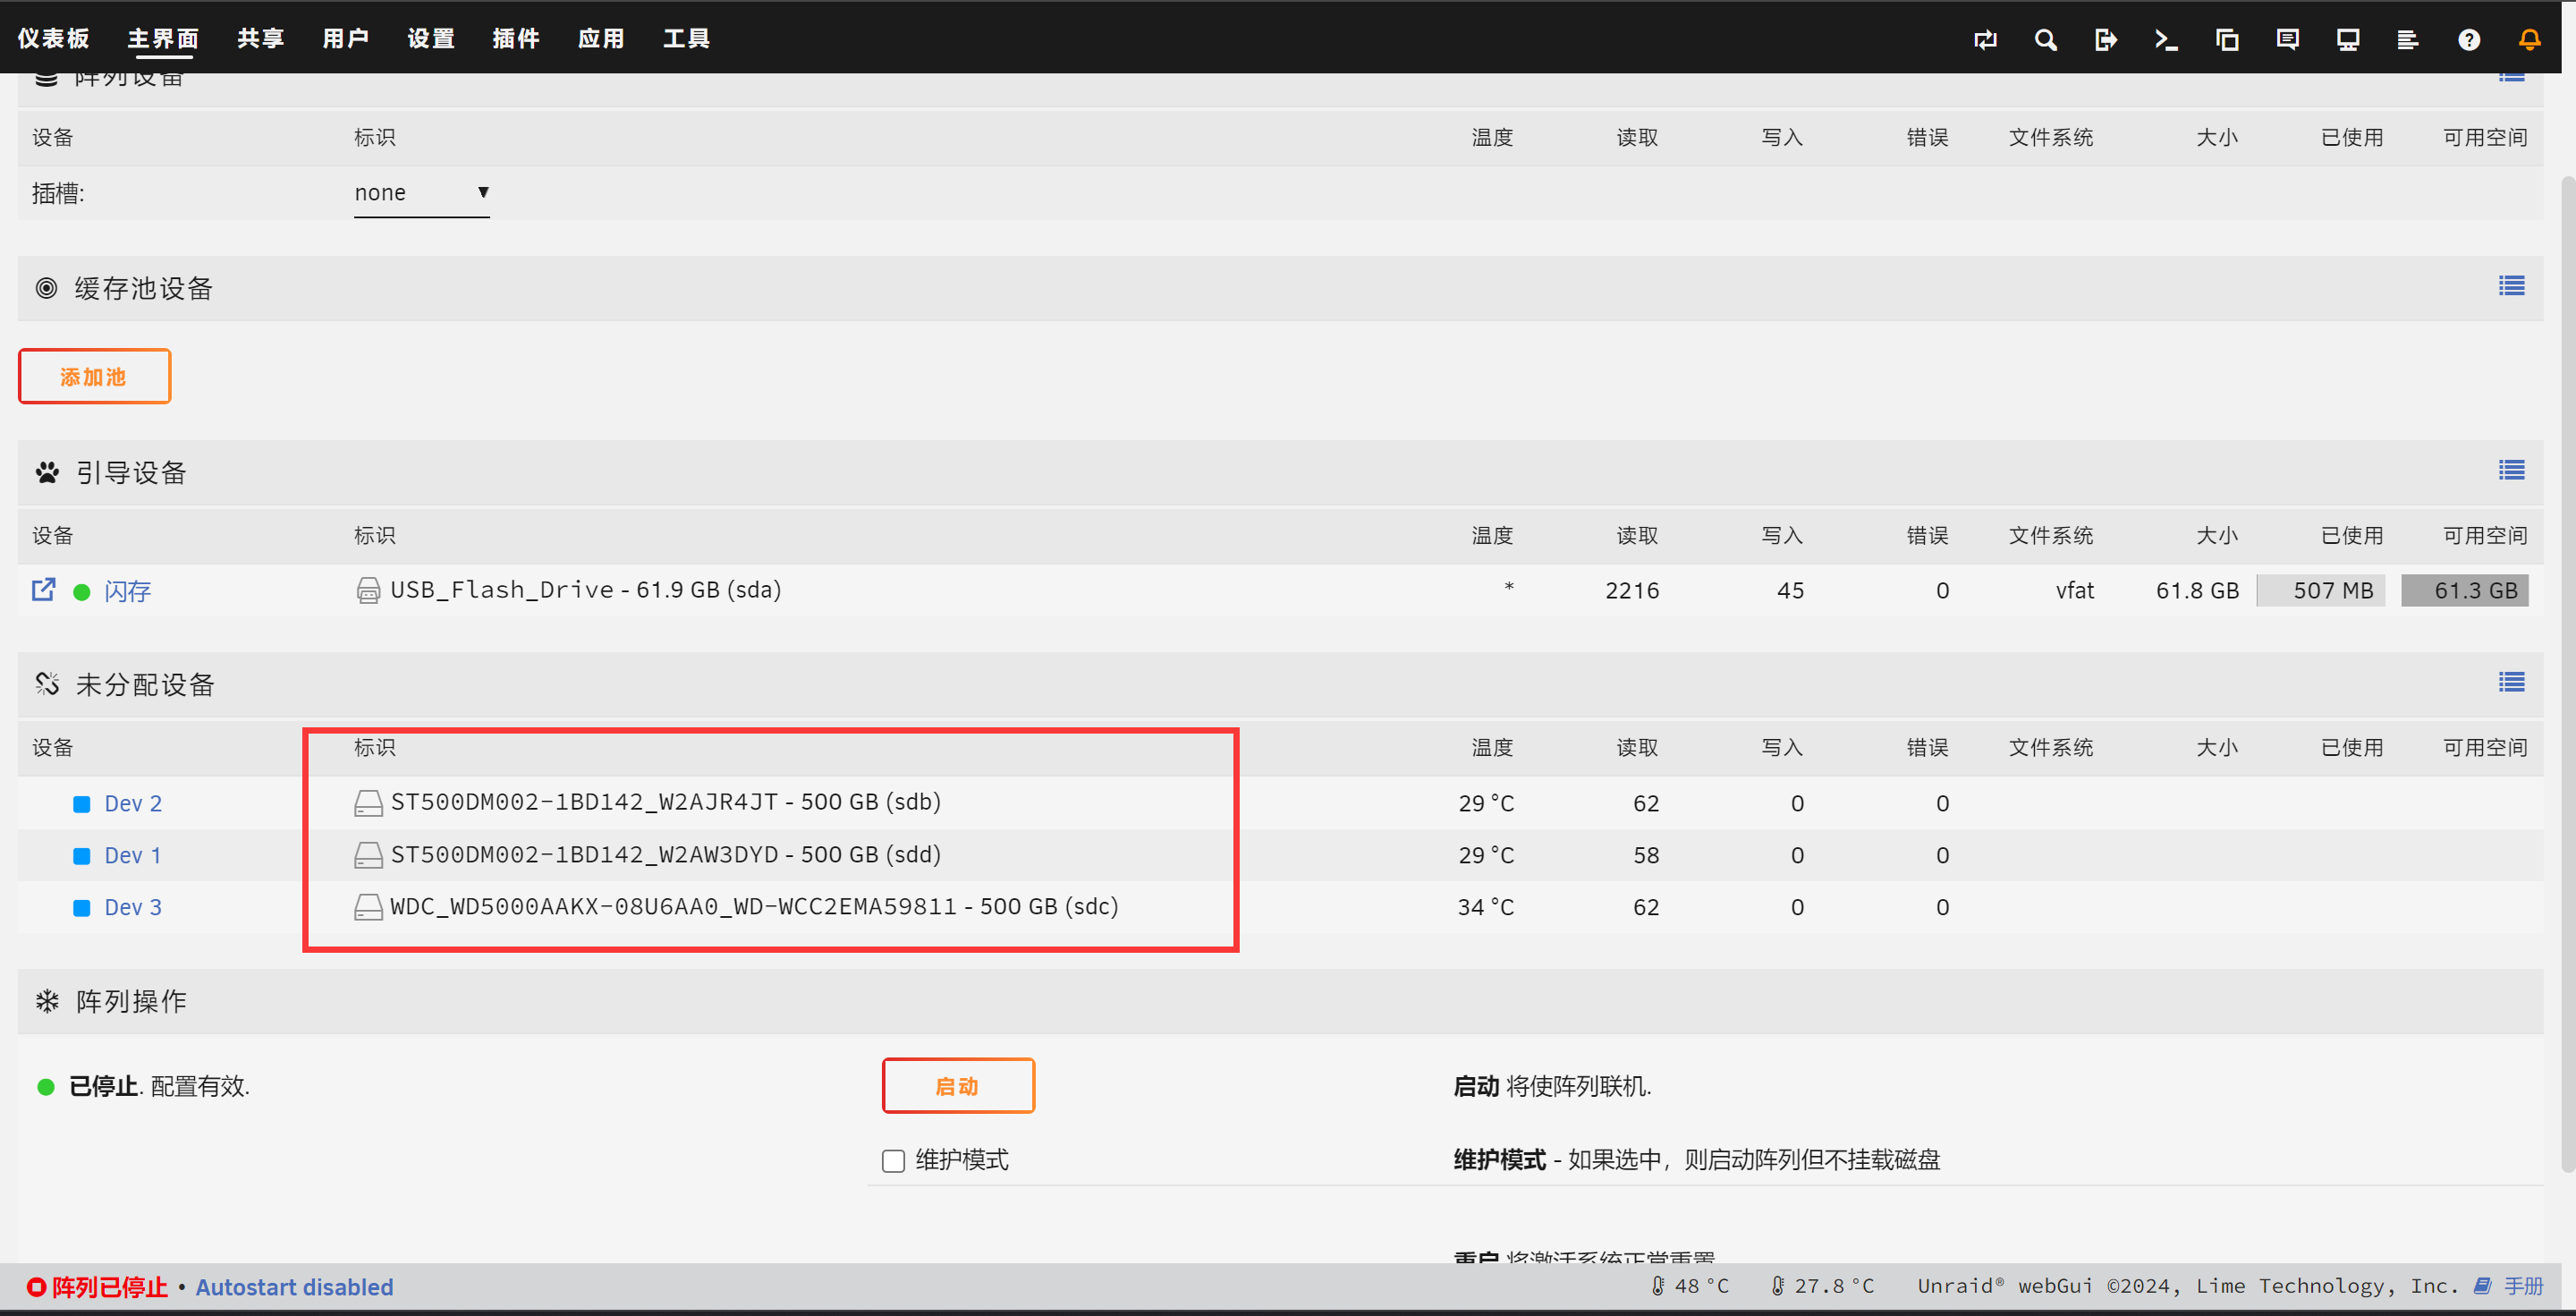 仪表板 主界面 共享 用户 设置 插件 应用 工具
阵列设备
设备 标识 温度 读取 写入 错误 文件系统 大小 已使用 可用空间
插槽: none
缓存池设备
添加池
引导设备
设备 标识 温度 读取 写入 错误 文件系统 大小 已使用 可用空间
闪存 USB_Flash_Drive - 61.9 GB (sda) * 2216 45 0 vfat 61.8 GB 507 MB 61.3 GB
未分配设备
设备 标识 温度 读取 写入 错误 文件系统 大小 已使用 可用空间
Dev 2 ST500DM002-1BD142_W2AJR4JT - 500 GB (sdb) 29 °C 62 0 0
Dev 1 ST500DM002-1BD142_W2AW3DYD - 500 GB (sdd) 29 °C 58 0 0
Dev 3 WDC_WD5000AAKX-08U6AA0_WD-WCC2EMA59811 - 500 GB (sdc) 34 °C 62 0 0
阵列操作
已停止. 配置有效. 启动 启动 将使阵列联机.
维护模式 维护模式 - 如果选中，则启动阵列但不挂载磁盘
重启 将激活系统正常重置
阵列已停止 • Autostart disabled 48 °C 27.8 °C Unraid® webGui ©2024, Lime Technology, Inc. 手册